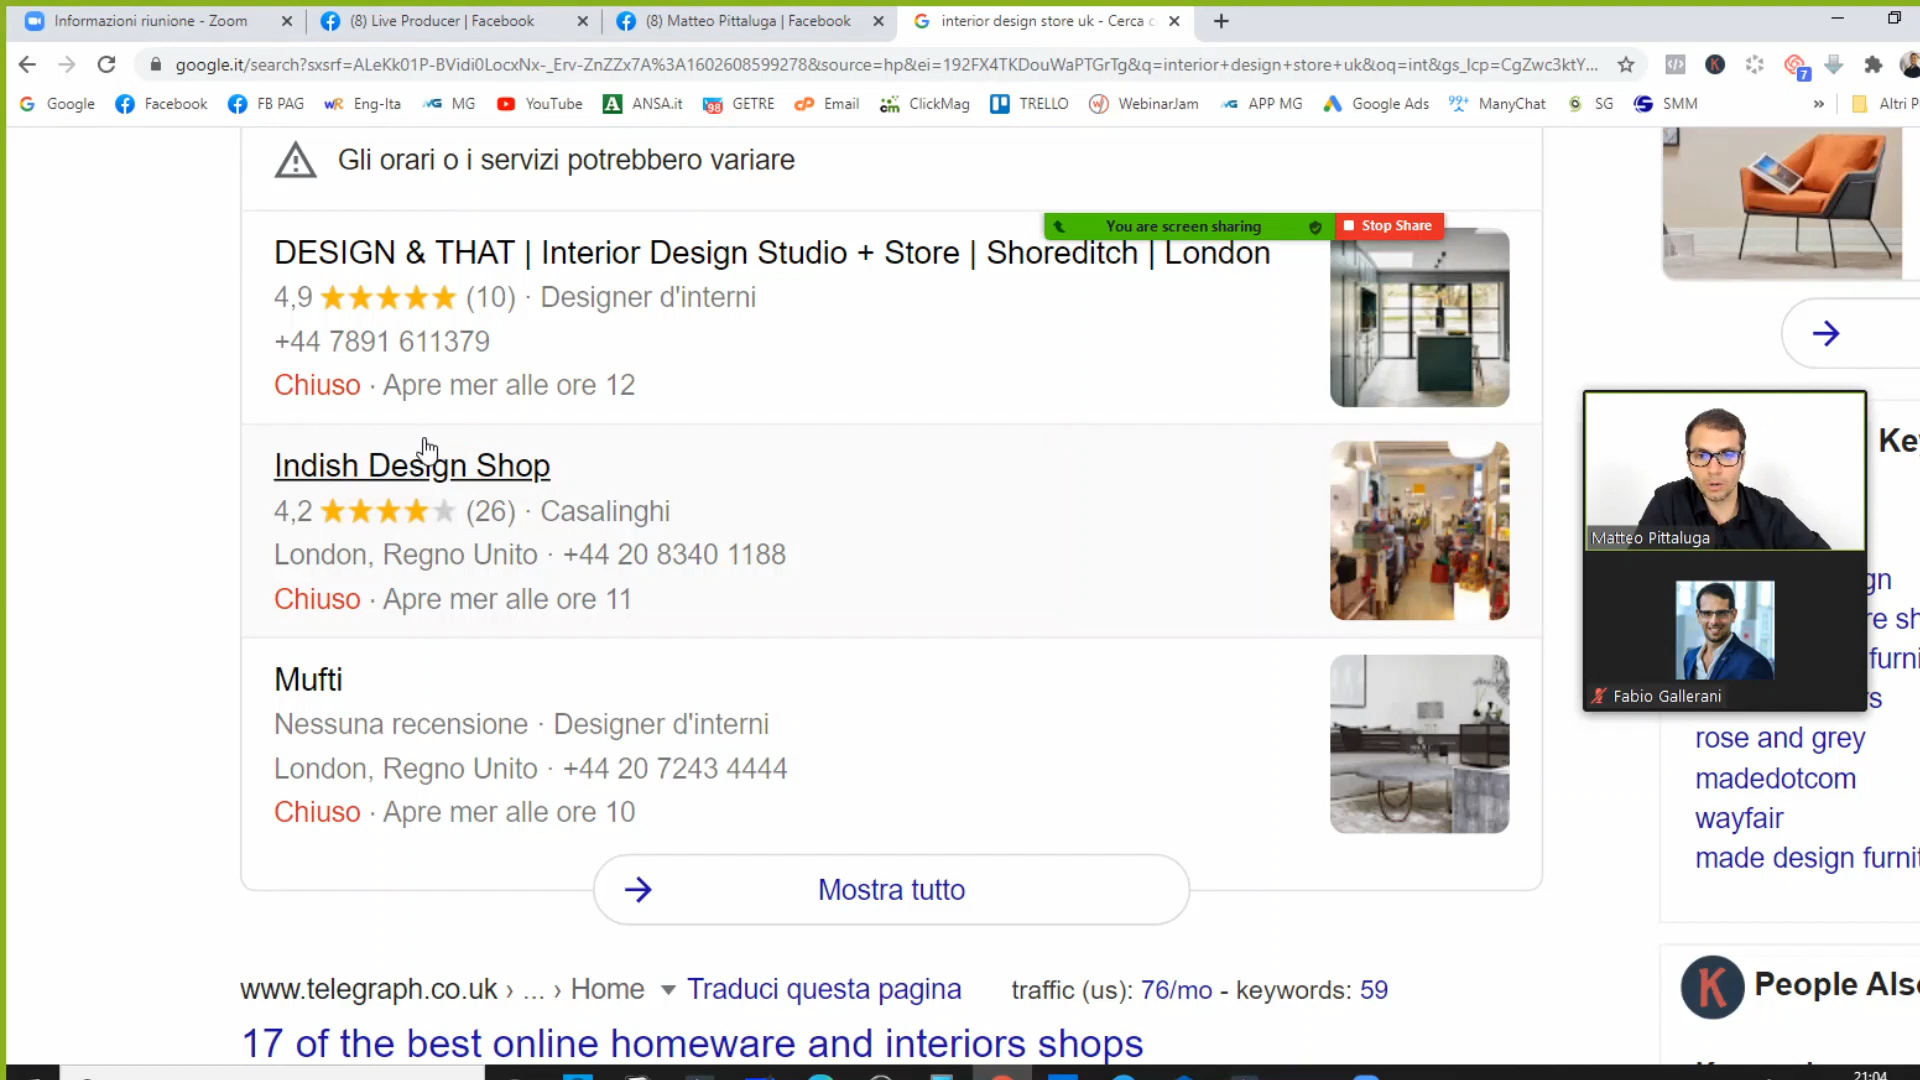 Informazioni riunione - Zoom
(8) Live Producer | Facebook
(8) Matteo Pittaluga | Facebook
interior design store uk - Cerca c
google.it/search?sxsrf=ALeKk01P-BVidi0LocxNx-_Erv-ZnZZx7A%3A1602608599278&source=hp&ei=192FX4TKDouWaPTGrTg&q=interior+design+store+uk&oq=int&gs_lcp=CgZwc3ktY...
7
Google
Facebook
FB PAG
Eng-Ita
MG
YouTube
ANSA.it
GETRE
Email
ClickMag
TRELLO
WebinarJam
APP MG
Google Ads
99+ ManyChat
SG
SMM
»
Altri P
Gli orari o i servizi potrebbero variare
You are screen sharing
Stop Share
DESIGN & THAT | Interior Design Studio + Store | Shoreditch | London
4,9 (10) · Designer d'interni
+44 7891 611379
Chiuso · Apre mer alle ore 12
Indish Design Shop
4,2 (26) · Casalinghi
London, Regno Unito · +44 20 8340 1188
Chiuso · Apre mer alle ore 11
Mufti
Nessuna recensione · Designer d'interni
London, Regno Unito · +44 20 7243 4444
Chiuso · Apre mer alle ore 10
Mostra tutto
www.telegraph.co.uk › ... › Home Traduci questa pagina traffic (us): 76/mo - keywords: 59
17 of the best online homeware and interiors shops
Matteo Pittaluga
Fabio Gallerani
rose and grey
madedotcom
wayfair
made design furnit
K People Als
21:04